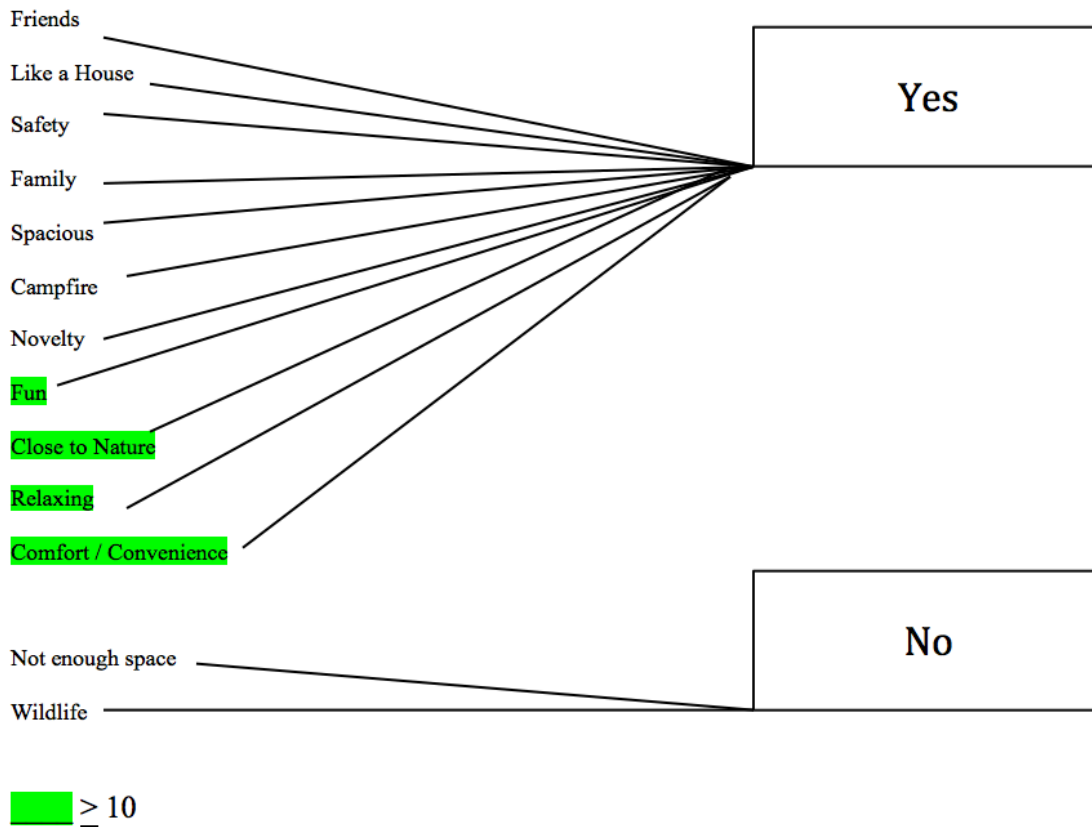 Friends
Like a House
Safety
Family
Spacious
Campfire
Novelty
Fun
Close to Nature
Relaxing
Comfort / Convenience
Yes
Not enough space
Wildlife
No
≥ 10